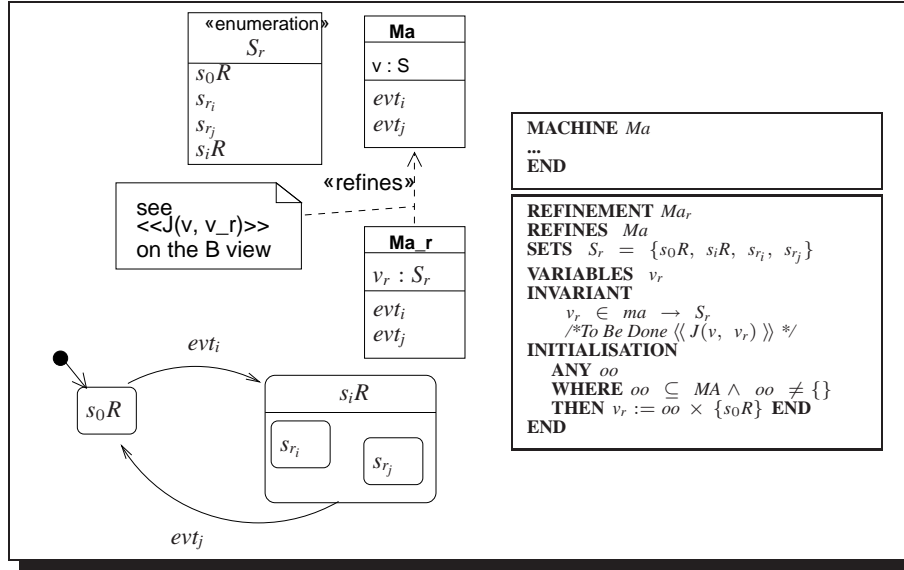 «enumeration»
S_r
s_0R
s_{r_i}
s_{r_j}
s_iR
Ma
v : S
evt_i
evt_j
«refines»
see
<<J(v, v_r)>>
on the B view
Ma_r
v_r : S_r
evt_i
evt_j
evt_i
s_0R
s_iR
s_{r_i}
s_{r_j}
evt_j
MACHINE Ma
...
END
REFINEMENT Ma_r
REFINES Ma
SETS S_r = {s_0R, s_iR, s_{r_i}, s_{r_j}}
VARIABLES v_r
INVARIANT
v_r ∈ ma → S_r
/*To Be Done ⟨⟨ J(v, v_r) ⟩⟩ */
INITIALISATION
ANY oo
WHERE oo ⊆ MA ∧ oo ≠ {}
THEN v_r := oo × {s_0R} END
END